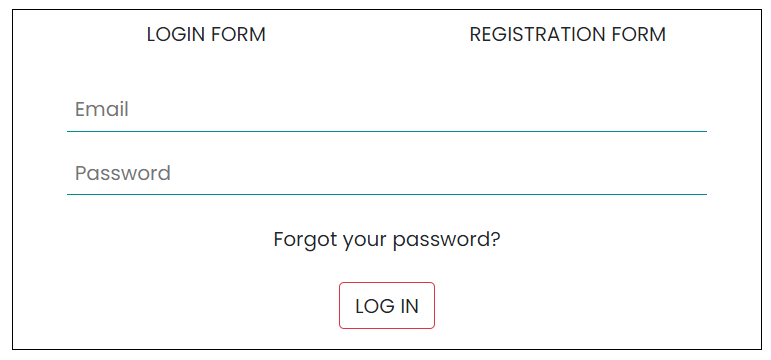 LOGIN FORM REGISTRATION FORM
Email
Password
Forgot your password?
LOG IN